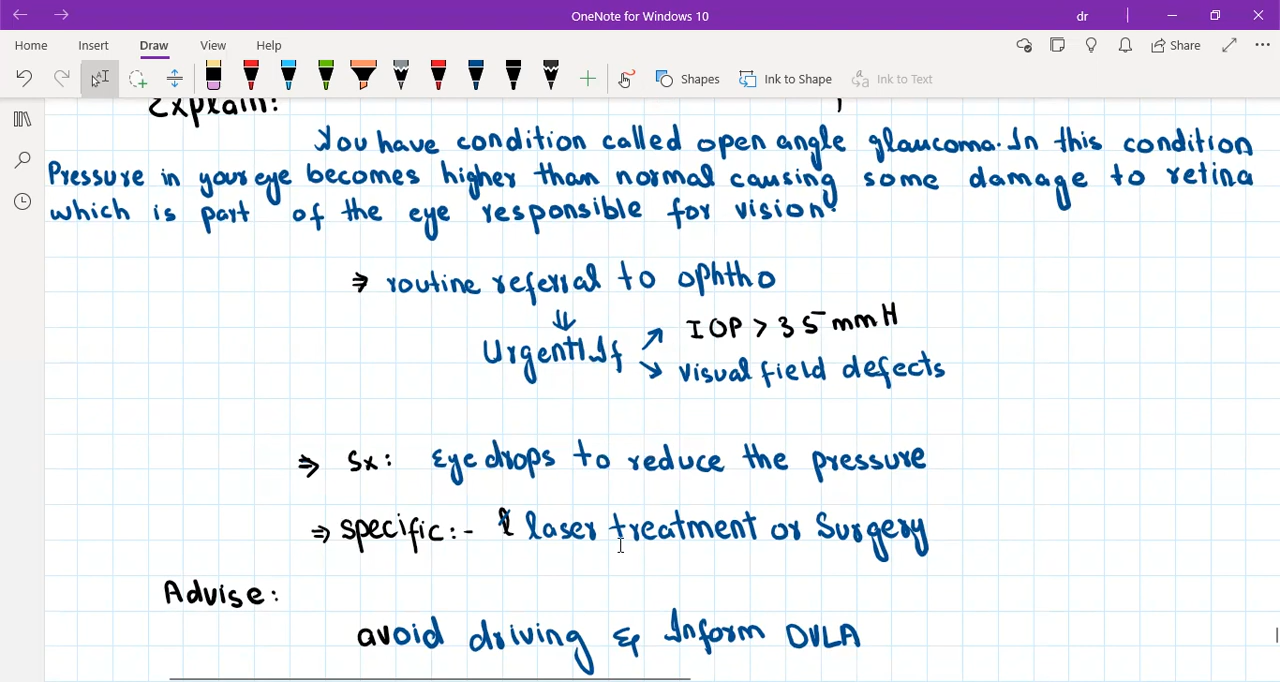 OneNote for Windows 10
dr
Home Insert Draw View Help
Share
Shapes Ink to Shape Ink to Text
Explain:
You have condition called open angle glaucoma. In this condition
Pressure in your eye becomes higher than normal causing some damage to retina
which is part of the eye responsible for vision.
⇒ routine referral to ophtho
Urgent If IOP > 35 mmH
visual field defects
⇒ Sx: Eye drops to reduce the pressure
⇒ specific:- laser treatment or Surgery
Advise:
avoid driving & Inform DVLA